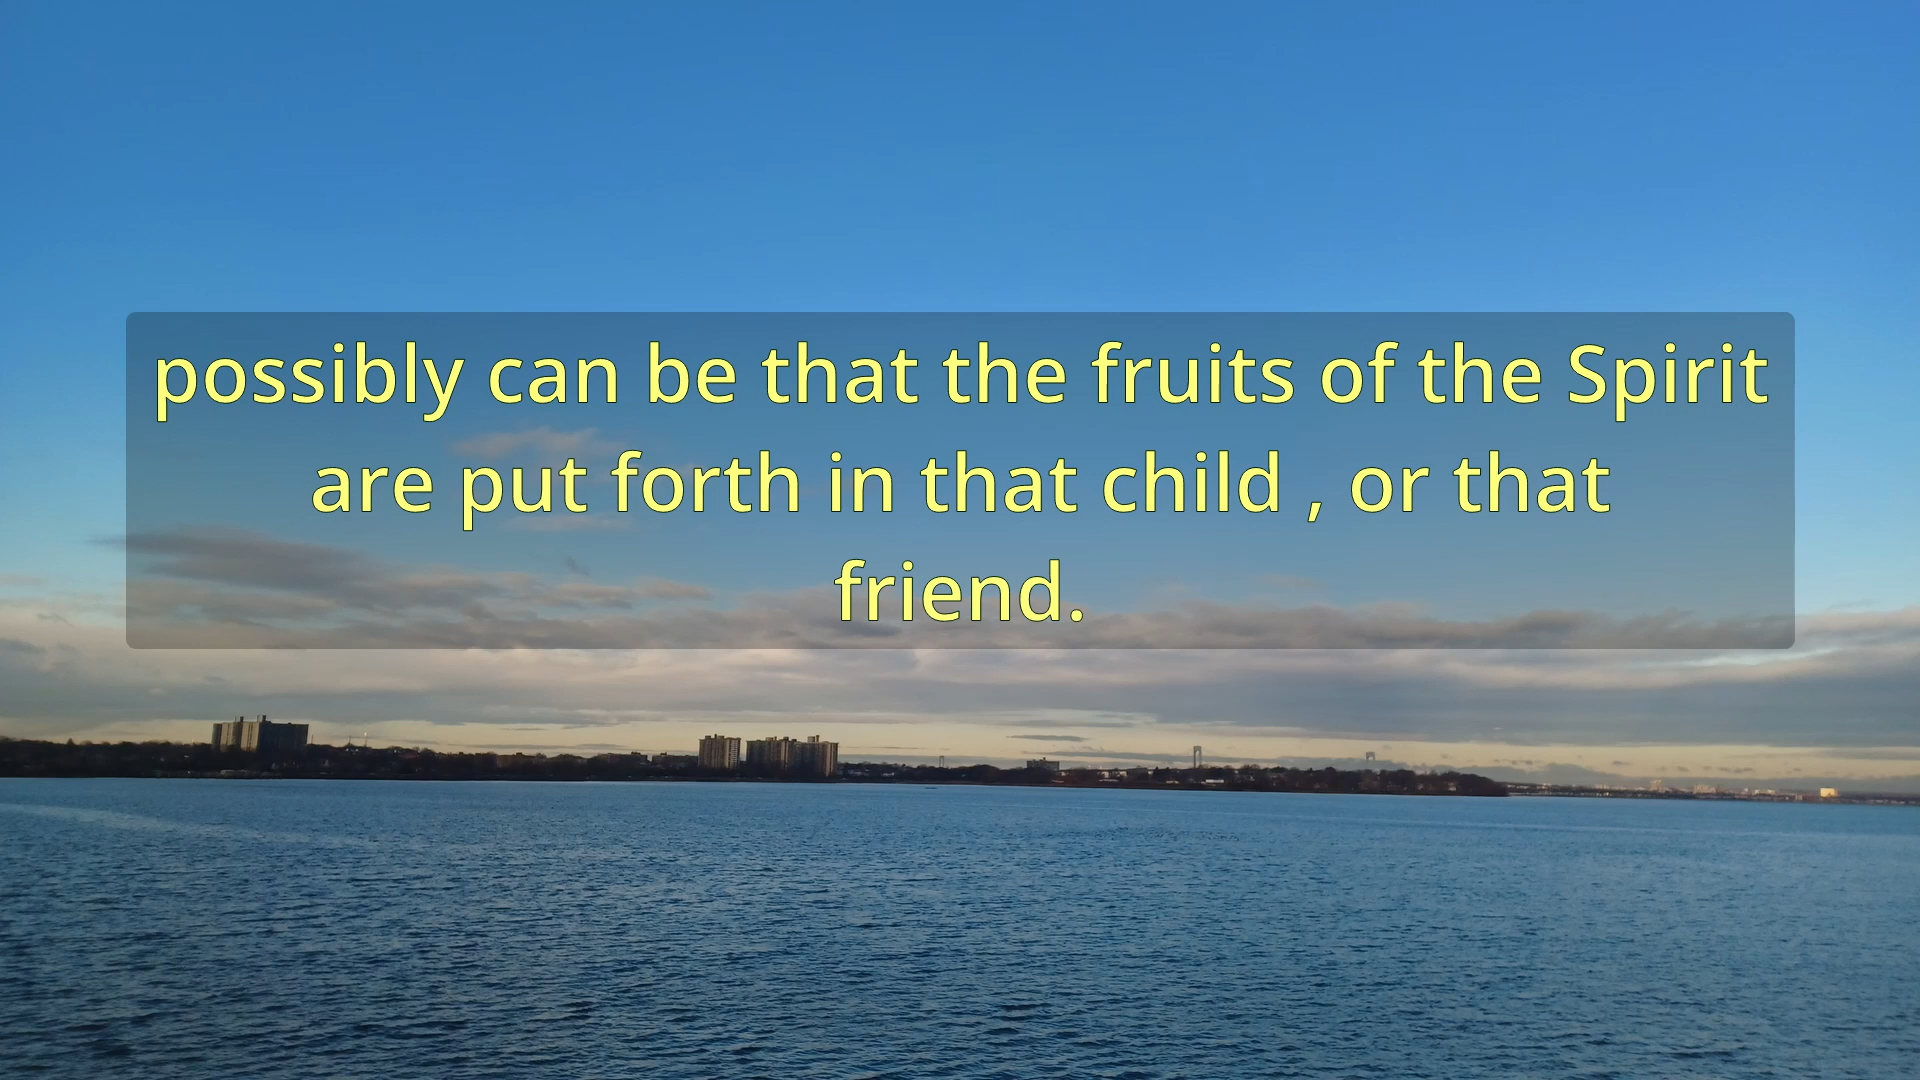 possibly can be that the fruits of the Spirit
are put forth in that child , or that
friend.